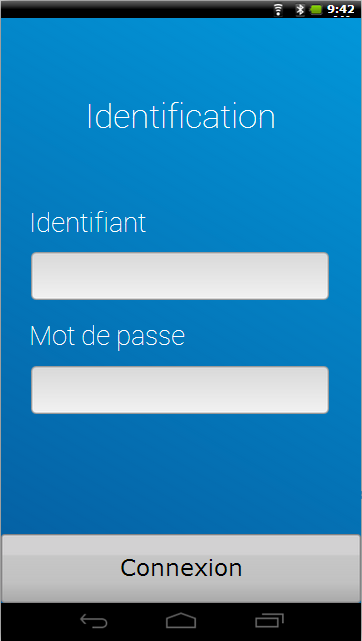 9:42
Identification
Identifiant
Mot de passe
Connexion